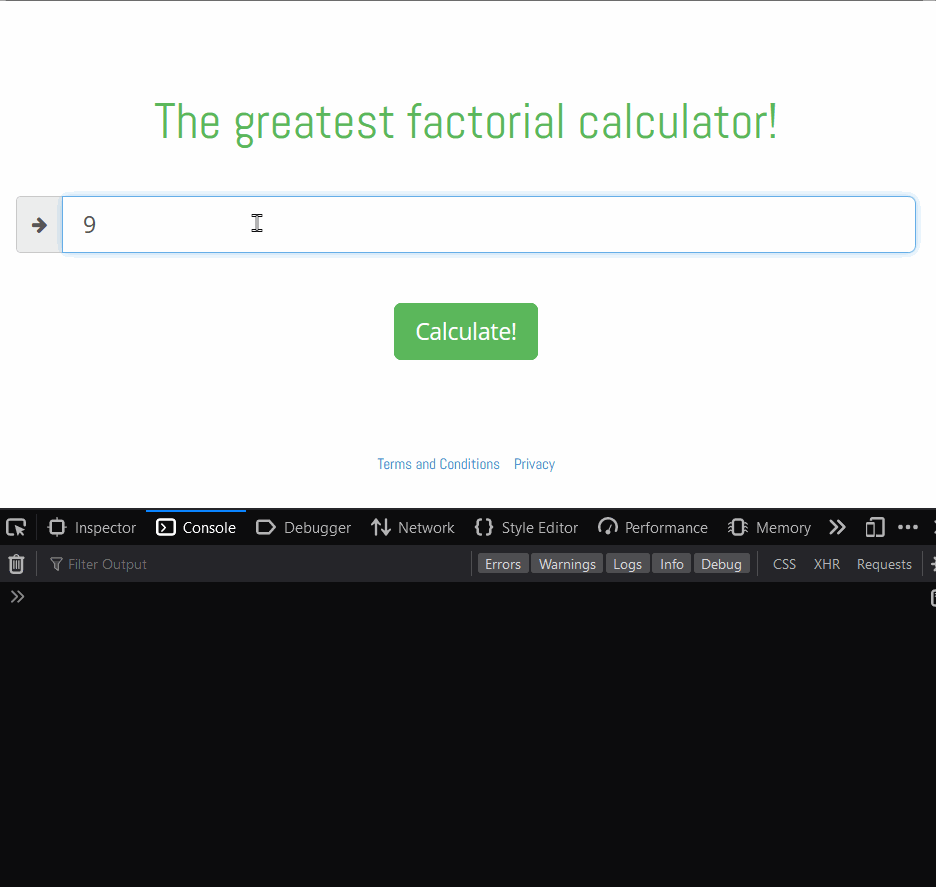 The greatest factorial calculator!
9
Calculate!
Terms and Conditions Privacy
Inspector Console Debugger Network Style Editor Performance Memory
Filter Output Errors Warnings Logs Info Debug CSS XHR Requests